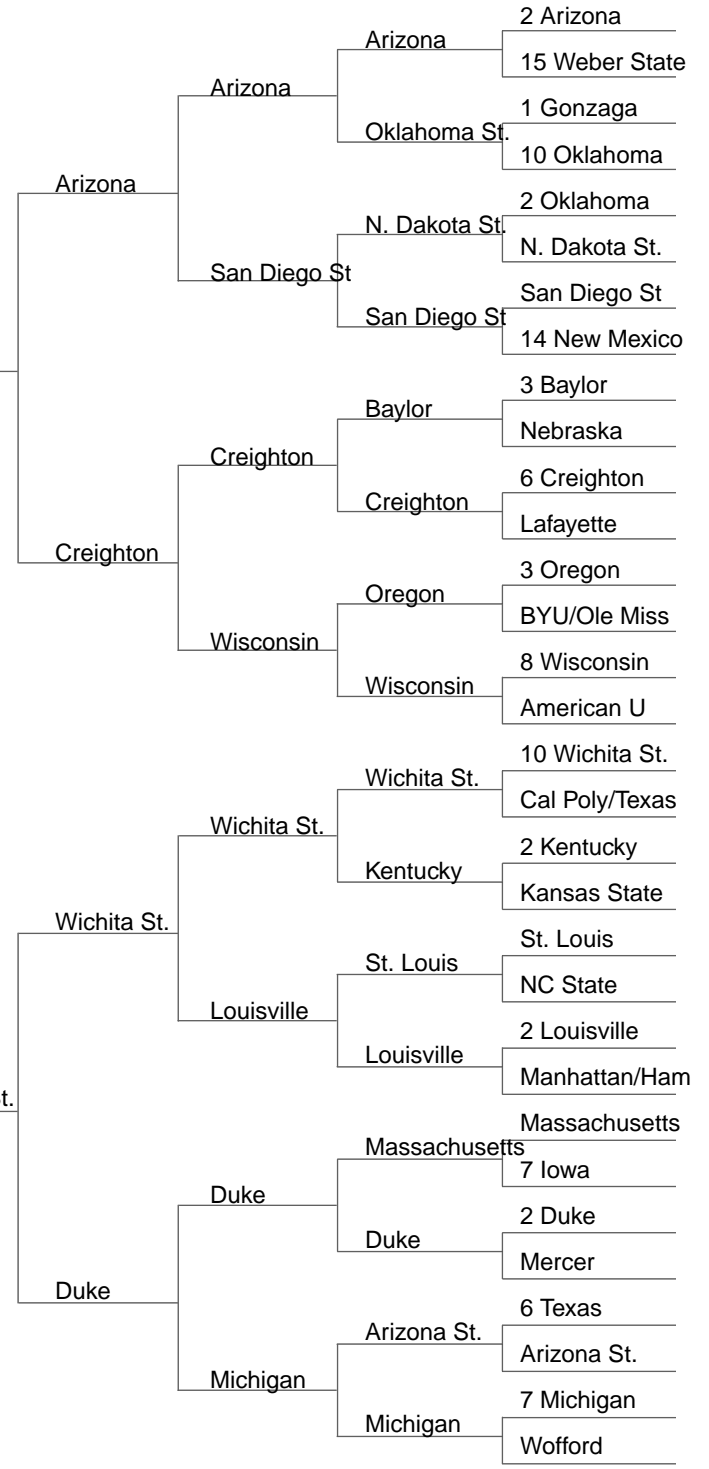 2 Arizona
Arizona
15 Weber State
Arizona
1 Gonzaga
Oklahoma St.
10 Oklahoma
Arizona
2 Oklahoma
N. Dakota St.
N. Dakota St.
San Diego St
San Diego St
San Diego St
14 New Mexico
3 Baylor
Baylor
Nebraska
Creighton
6 Creighton
Creighton
Lafayette
Creighton
3 Oregon
Oregon
BYU/Ole Miss
Wisconsin
8 Wisconsin
Wisconsin
American U
10 Wichita St.
Wichita St.
Cal Poly/Texas
Wichita St.
2 Kentucky
Kentucky
Kansas State
Wichita St.
St. Louis
St. Louis
NC State
Louisville
2 Louisville
Louisville
Manhattan/Ham
t.
Massachusetts
Massachusetts
7 Iowa
Duke
2 Duke
Duke
Mercer
Duke
6 Texas
Arizona St.
Arizona St.
Michigan
7 Michigan
Michigan
Wofford